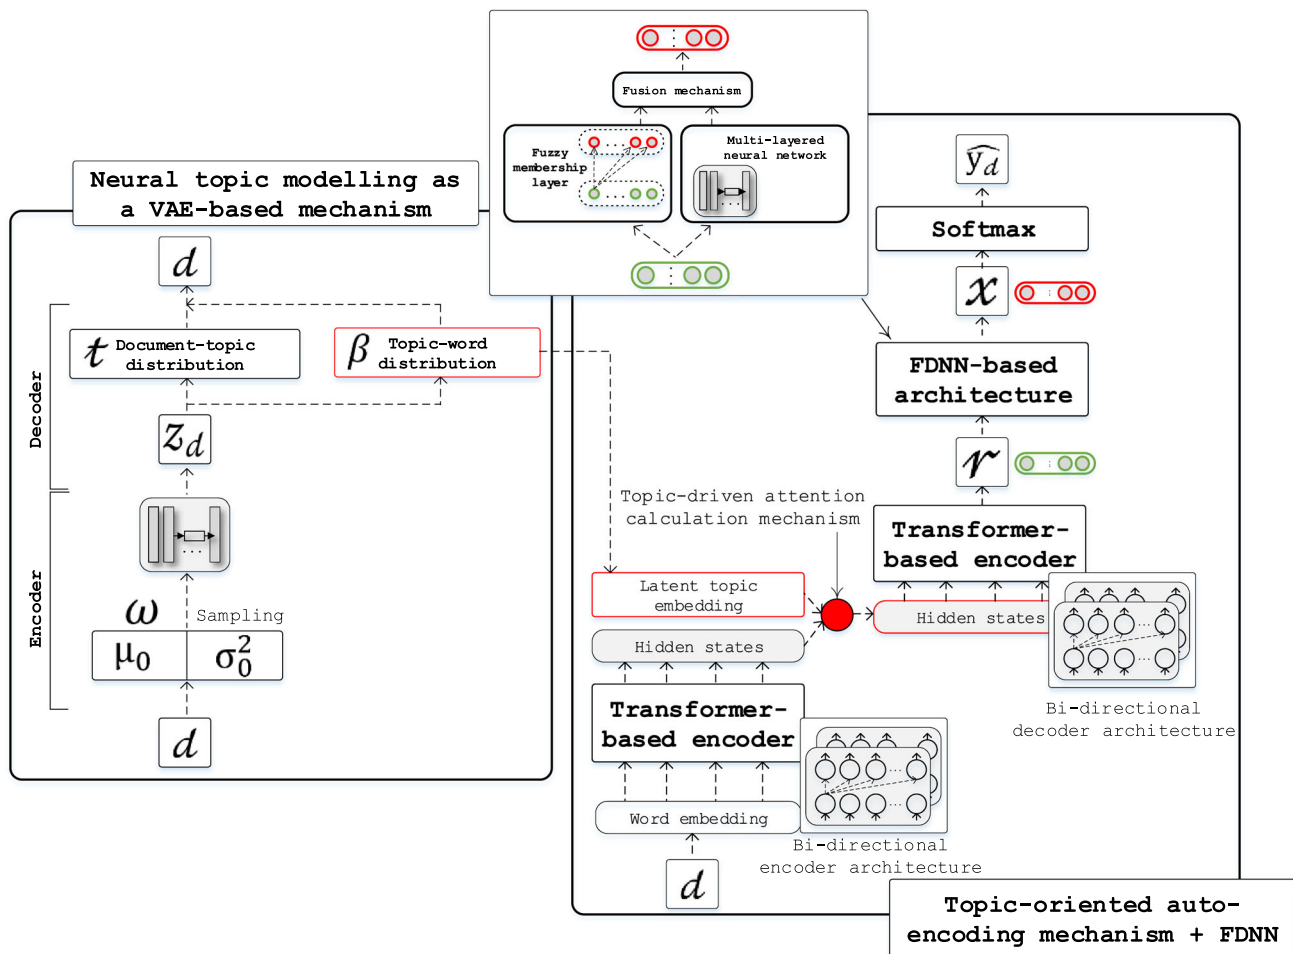 Fusion mechanism
Fuzzy
membership
layer
Multi-layered
neural network
Neural topic modelling as
a VAE-based mechanism
d
t Document-topic
distribution
β Topic-word
distribution
Decoder
z_d
Encoder
ω Sampling
μ₀ σ₀²
d
ŷ_d
Softmax
x
FDNN-based
architecture
r
Topic-driven attention
calculation mechanism
Transformer-
based encoder
Latent topic
embedding
Hidden states
Hidden states
Bi-directional
decoder architecture
Transformer-
based encoder
Word embedding
Bi-directional
encoder architecture
d
Topic-oriented auto-
encoding mechanism + FDNN